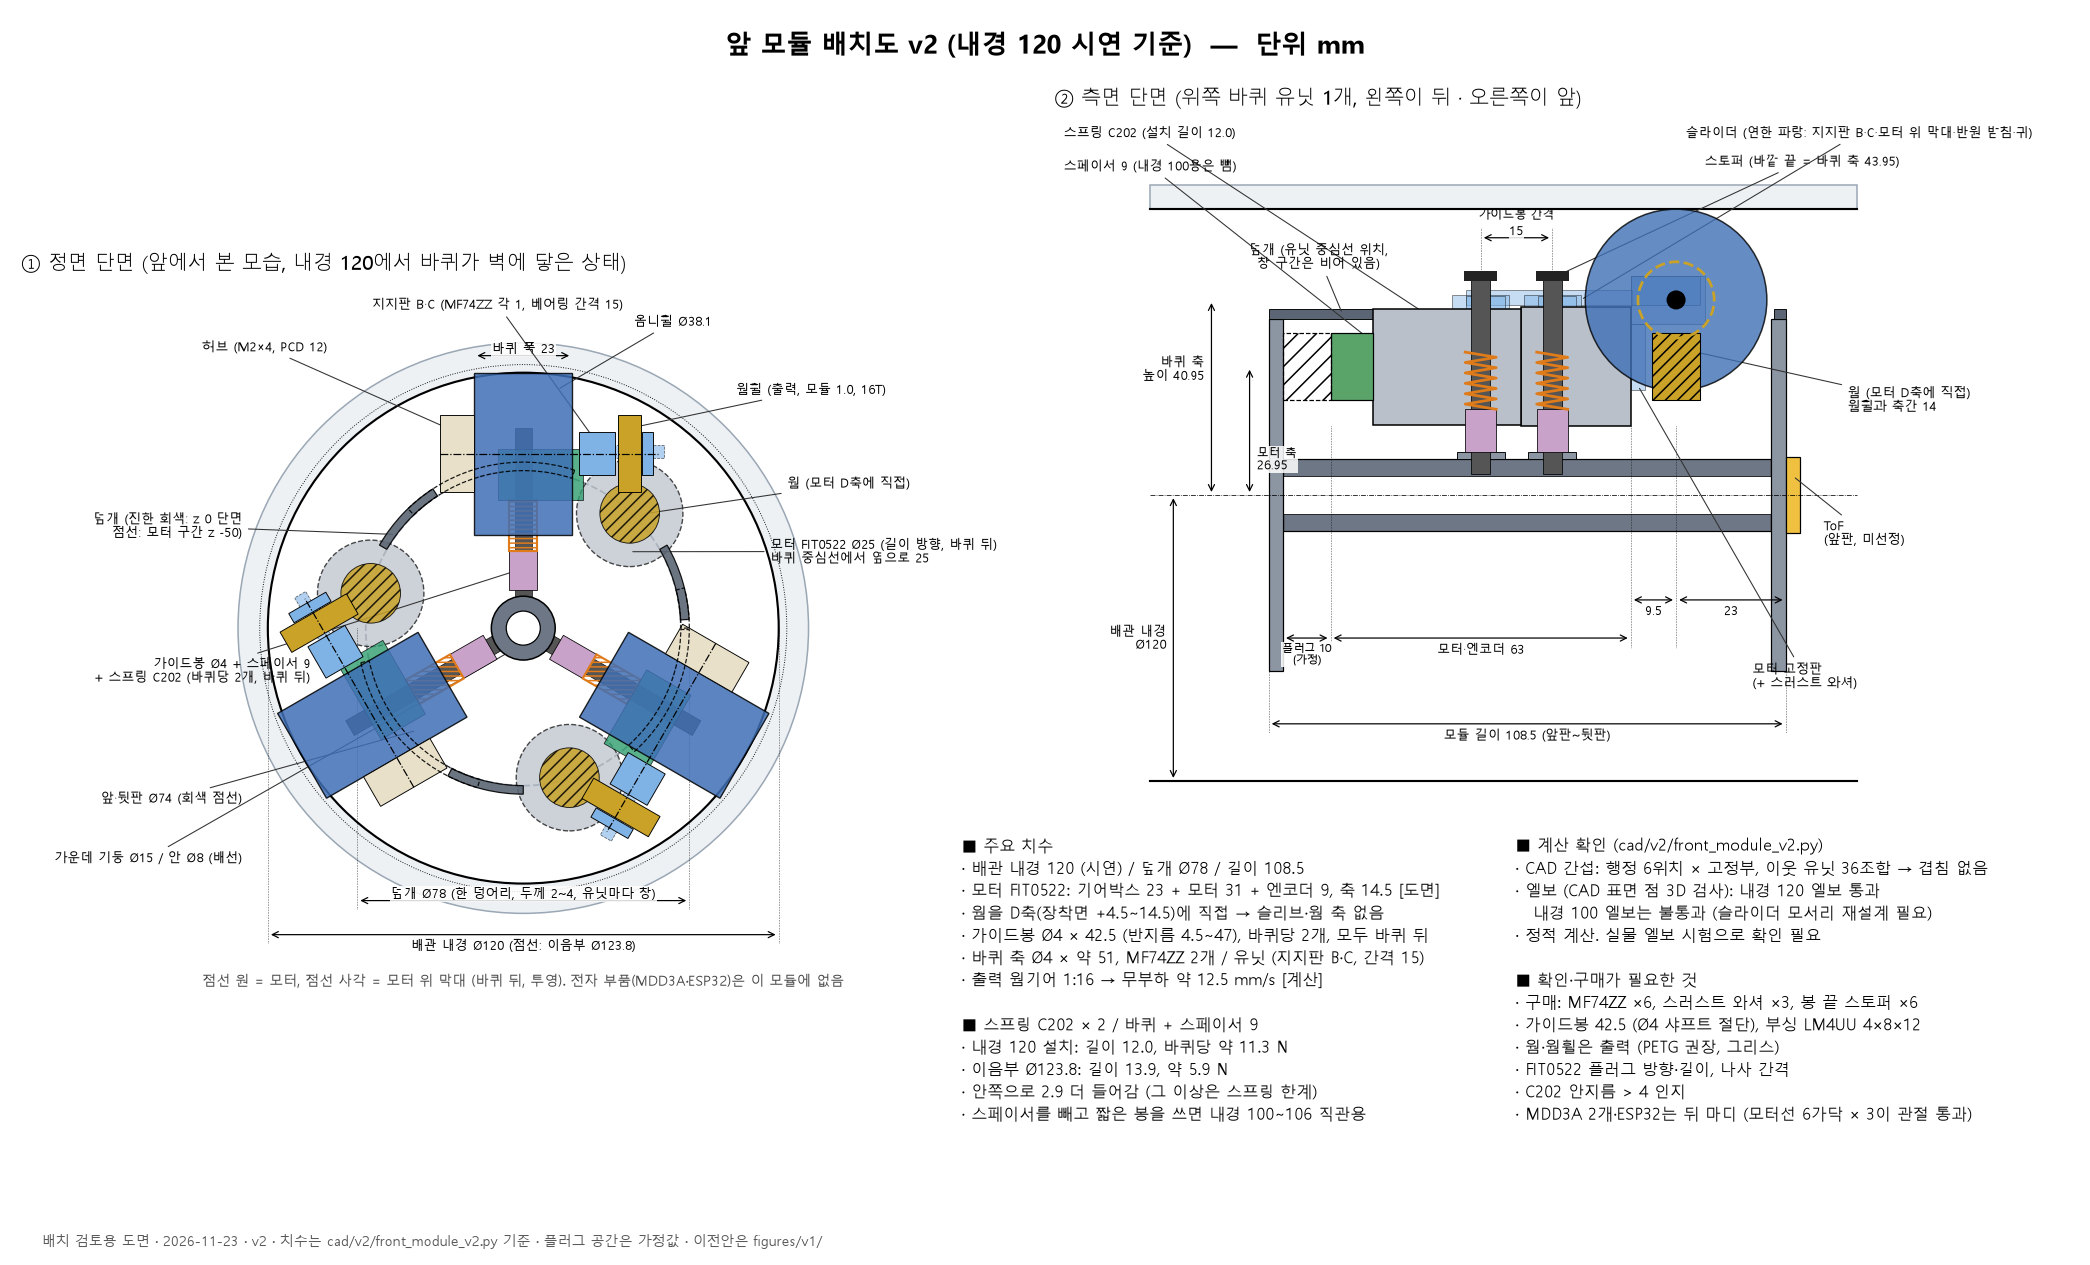 앞 모듈 배치도 v2 (내경 120 시연 기준) — 단위 mm
① 정면 단면 (앞에서 본 모습, 내경 120에서 바퀴가 벽에 닿은 상태)
지지판 B·C (MF74ZZ 각 1, 베어링 간격 15)
옴니휠 Ø38.1
허브 (M2×4, PCD 12)
바퀴 폭 23
웜휠 (출력, 모듈 1.0, 16T)
웜 (모터 D축에 직접)
덮개 (진한 회색: z 0 단면
점선: 모터 구간 z -50)
모터 FIT0522 Ø25 (길이 방향, 바퀴 뒤)
바퀴 중심선에서 옆으로 25
가이드봉 Ø4 + 스페이서 9
+ 스프링 C202 (바퀴당 2개, 바퀴 뒤)
앞·뒷판 Ø74 (회색 점선)
가운데 기둥 Ø15 / 안 Ø8 (배선)
덮개 Ø78 (한 덩어리, 두께 2~4, 유닛마다 창)
배관 내경 Ø120 (점선: 이음부 Ø123.8)
점선 원 = 모터, 점선 사각 = 모터 위 막대 (바퀴 뒤, 투영). 전자 부품(MDD3A·ESP32)은 이 모듈에 없음
② 측면 단면 (위쪽 바퀴 유닛 1개, 왼쪽이 뒤 · 오른쪽이 앞)
스프링 C202 (설치 길이 12.0)
슬라이더 (연한 파랑: 지지판 B·C·모터 위 막대·반원 받침·귀)
스페이서 9 (내경 100용은 뺌)
스토퍼 (바깥 끝 = 바퀴 축 43.95)
가이드봉 간격
15
덮개 (유닛 중심선 위치,
창 구간은 비어 있음)
바퀴 축
높이 40.95
웜 (모터 D축에 직접)
웜휠과 축간 14
모터 축
26.95
ToF
(앞판, 미선정)
9.5
23
배관 내경
Ø120
플러그 10
(가정)
모터·엔코더 63
모터 고정판
(+ 스러스트 와셔)
모듈 길이 108.5 (앞판~뒷판)
■ 주요 치수
· 배관 내경 120 (시연) / 덮개 Ø78 / 길이 108.5
· 모터 FIT0522: 기어박스 23 + 모터 31 + 엔코더 9, 축 14.5 [도면]
· 웜을 D축(장착면 +4.5~14.5)에 직접 → 슬리브·웜 축 없음
· 가이드봉 Ø4 × 42.5 (반지름 4.5~47), 바퀴당 2개, 모두 바퀴 뒤
· 바퀴 축 Ø4 × 약 51, MF74ZZ 2개 / 유닛 (지지판 B·C, 간격 15)
· 출력 웜기어 1:16 → 무부하 약 12.5 mm/s [계산]
■ 스프링 C202 × 2 / 바퀴 + 스페이서 9
· 내경 120 설치: 길이 12.0, 바퀴당 약 11.3 N
· 이음부 Ø123.8: 길이 13.9, 약 5.9 N
· 안쪽으로 2.9 더 들어감 (그 이상은 스프링 한계)
· 스페이서를 빼고 짧은 봉을 쓰면 내경 100~106 직관용
■ 계산 확인 (cad/v2/front_module_v2.py)
· CAD 간섭: 행정 6위치 × 고정부, 이웃 유닛 36조합 → 겹침 없음
· 엘보 (CAD 표면 점 3D 검사): 내경 120 엘보 통과
내경 100 엘보는 불통과 (슬라이더 모서리 재설계 필요)
· 정적 계산. 실물 엘보 시험으로 확인 필요
■ 확인·구매가 필요한 것
· 구매: MF74ZZ ×6, 스러스트 와셔 ×3, 봉 끝 스토퍼 ×6
· 가이드봉 42.5 (Ø4 샤프트 절단), 부싱 LM4UU 4×8×12
· 웜·웜휠은 출력 (PETG 권장, 그리스)
· FIT0522 플러그 방향·길이, 나사 간격
· C202 안지름 > 4 인지
· MDD3A 2개·ESP32는 뒤 마디 (모터선 6가닥 × 3이 관절 통과)
배치 검토용 도면 · 2026-11-23 · v2 · 치수는 cad/v2/front_module_v2.py 기준 · 플러그 공간은 가정값 · 이전안은 figures/v1/